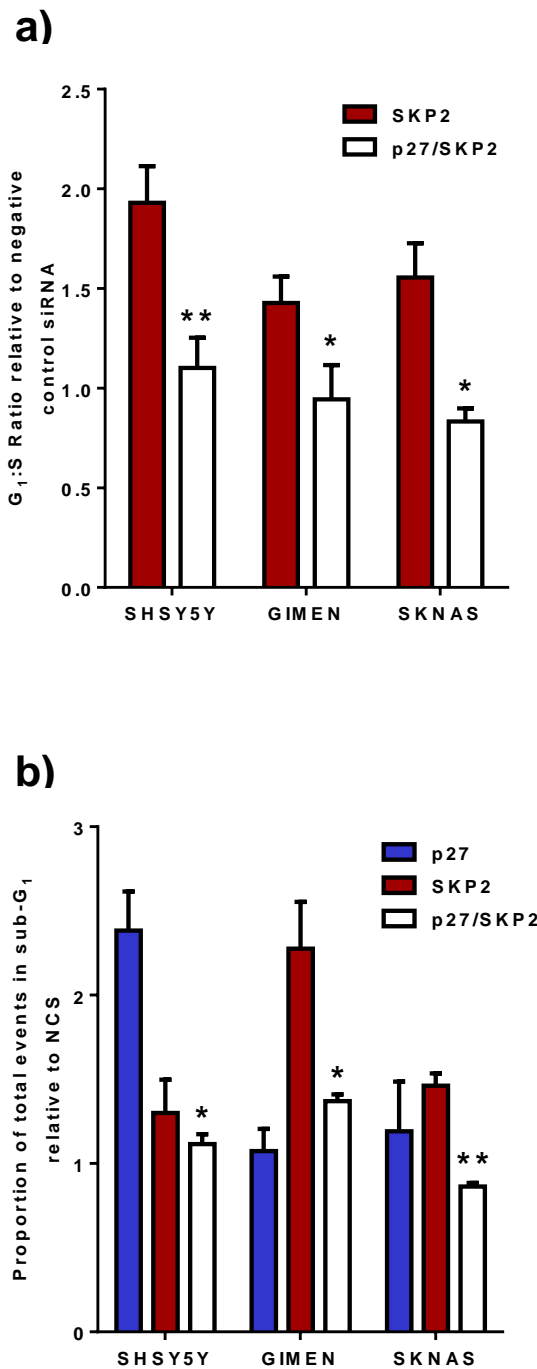 a)
G1:S Ratio relative to negative
control siRNA
2.5
2.0
1.5
1.0
0.5
0.0
SKP2
p27/SKP2
**
*
*
SHSY5Y GIMEN SKNAS
b)
Proportion of total events in sub-G1
relative to NCS
3
2
1
0
p27
SKP2
p27/SKP2
*
*
**
SHSY5Y GIMEN SKNAS